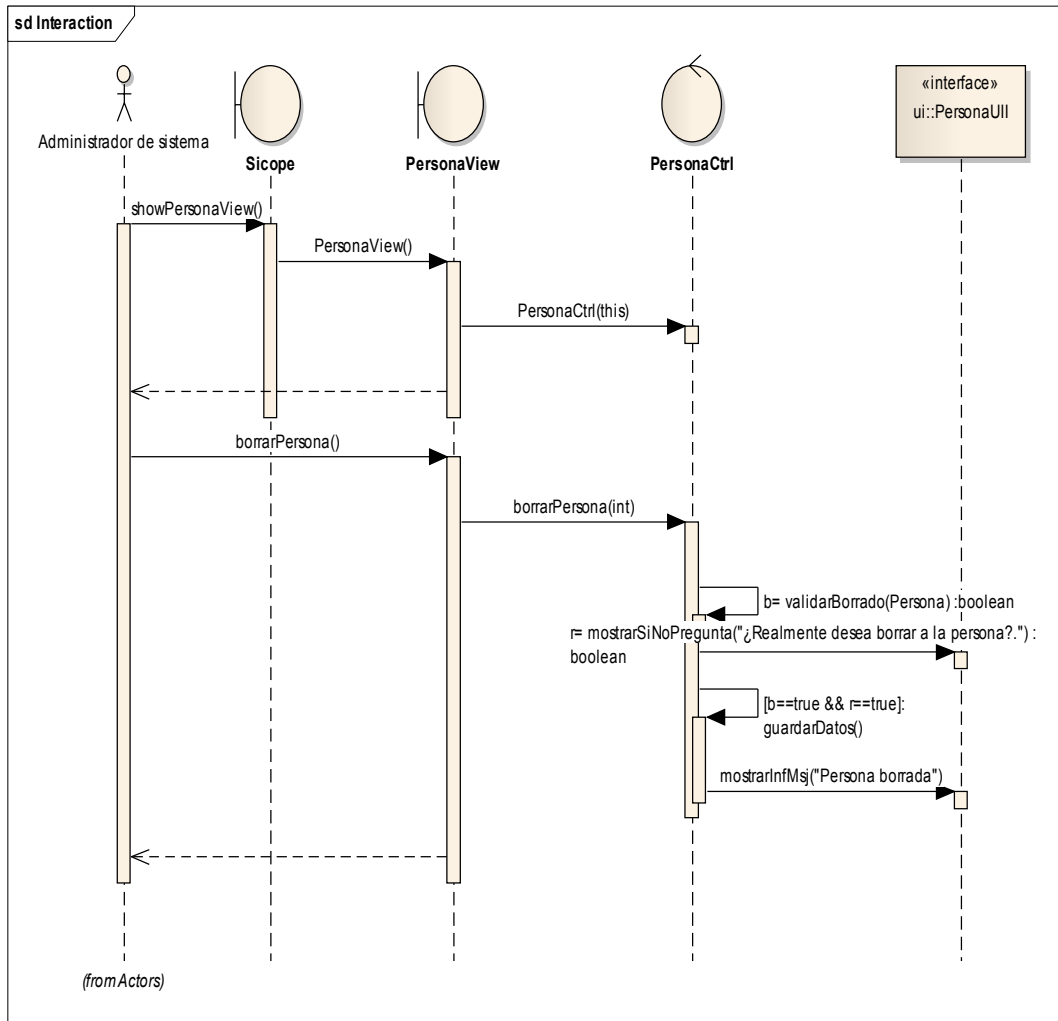 sd Interaction
«interface»
ui::PersonaUII
Administrador de sistema
Sicope
PersonaView
PersonaCtrl
showPersonaView()
PersonaView()
PersonaCtrl(this)
borrarPersona()
borrarPersona(int)
b= validarBorrado(Persona) :boolean
r= mostrarSiNoPregunta("¿Realmente desea borrar a la persona?.") :
boolean
[b==true && r==true]:
guardarDatos()
mostrarInfMsj("Persona borrada")
(from Actors)